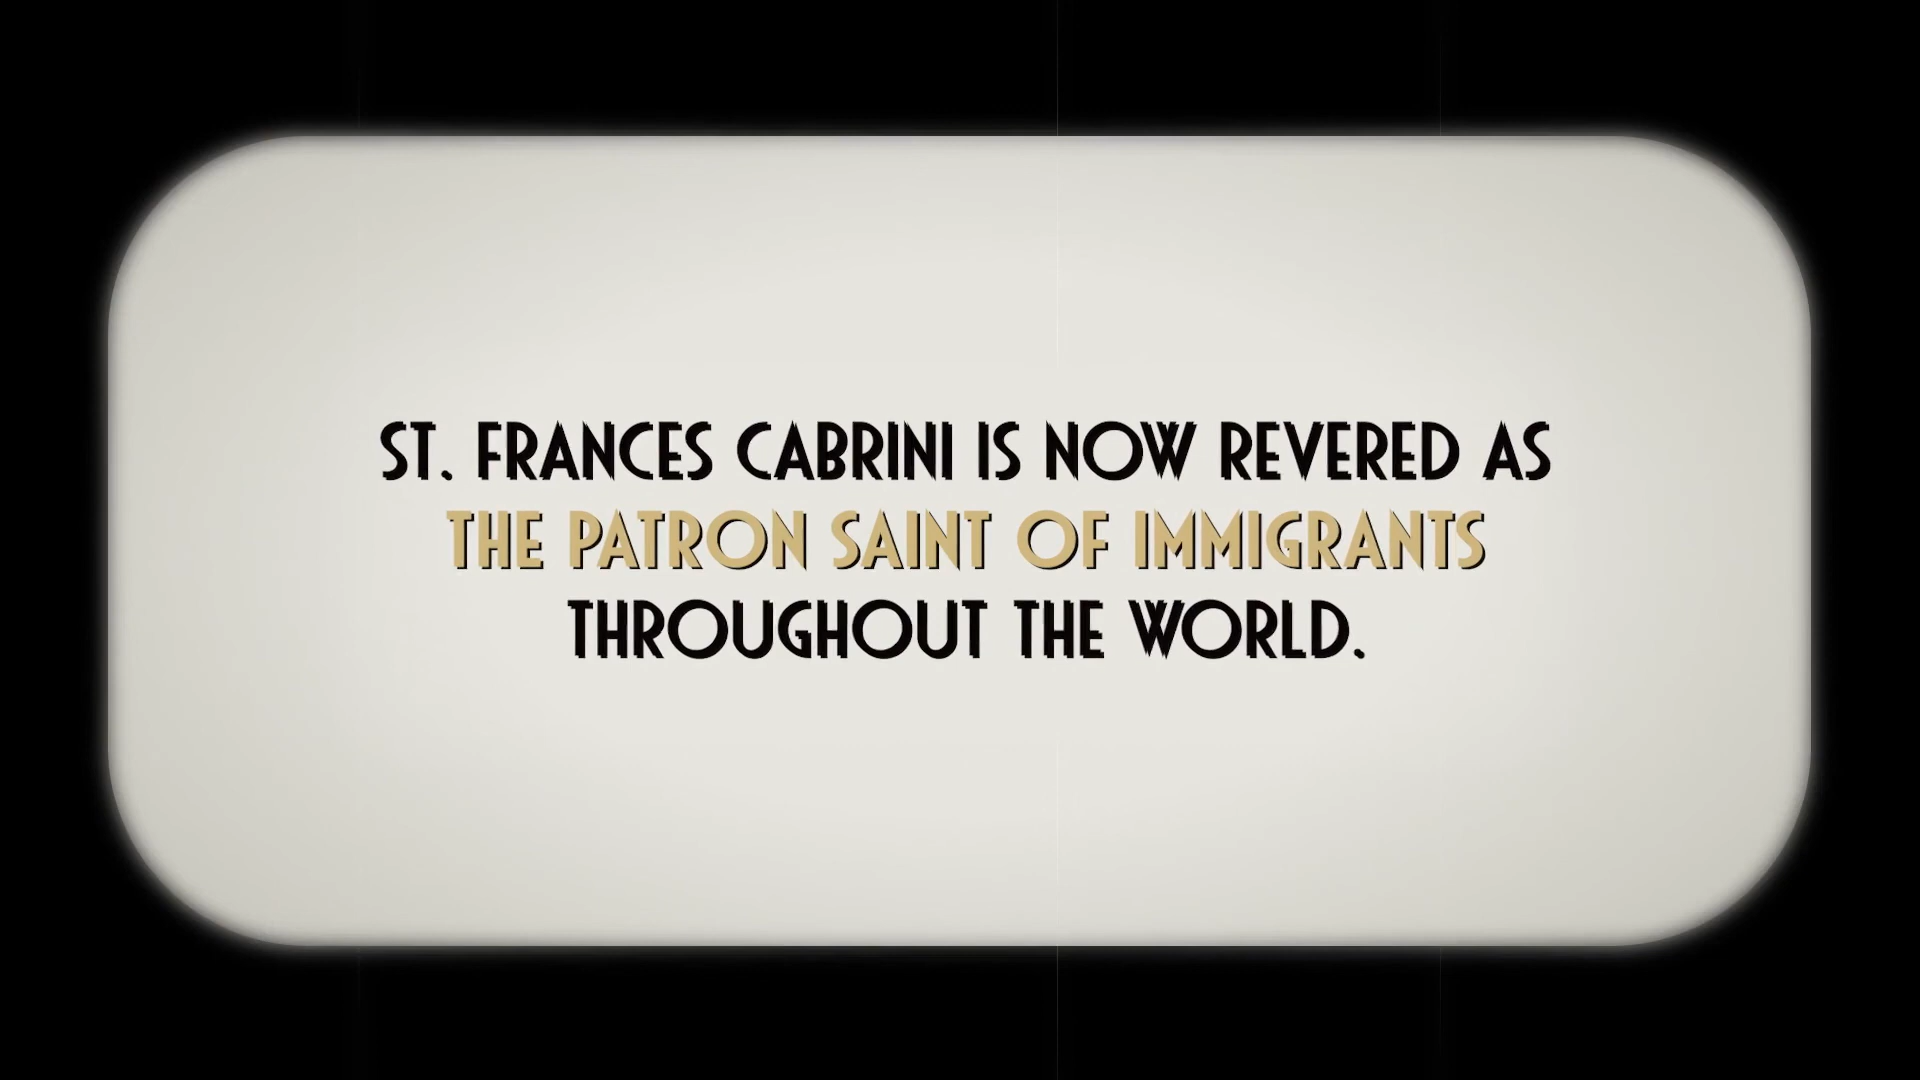 ST. FRANCES CABRINI IS NOW REVERED AS
THE PATRON SAINT OF IMMIGRANTS
THROUGHOUT THE WORLD.